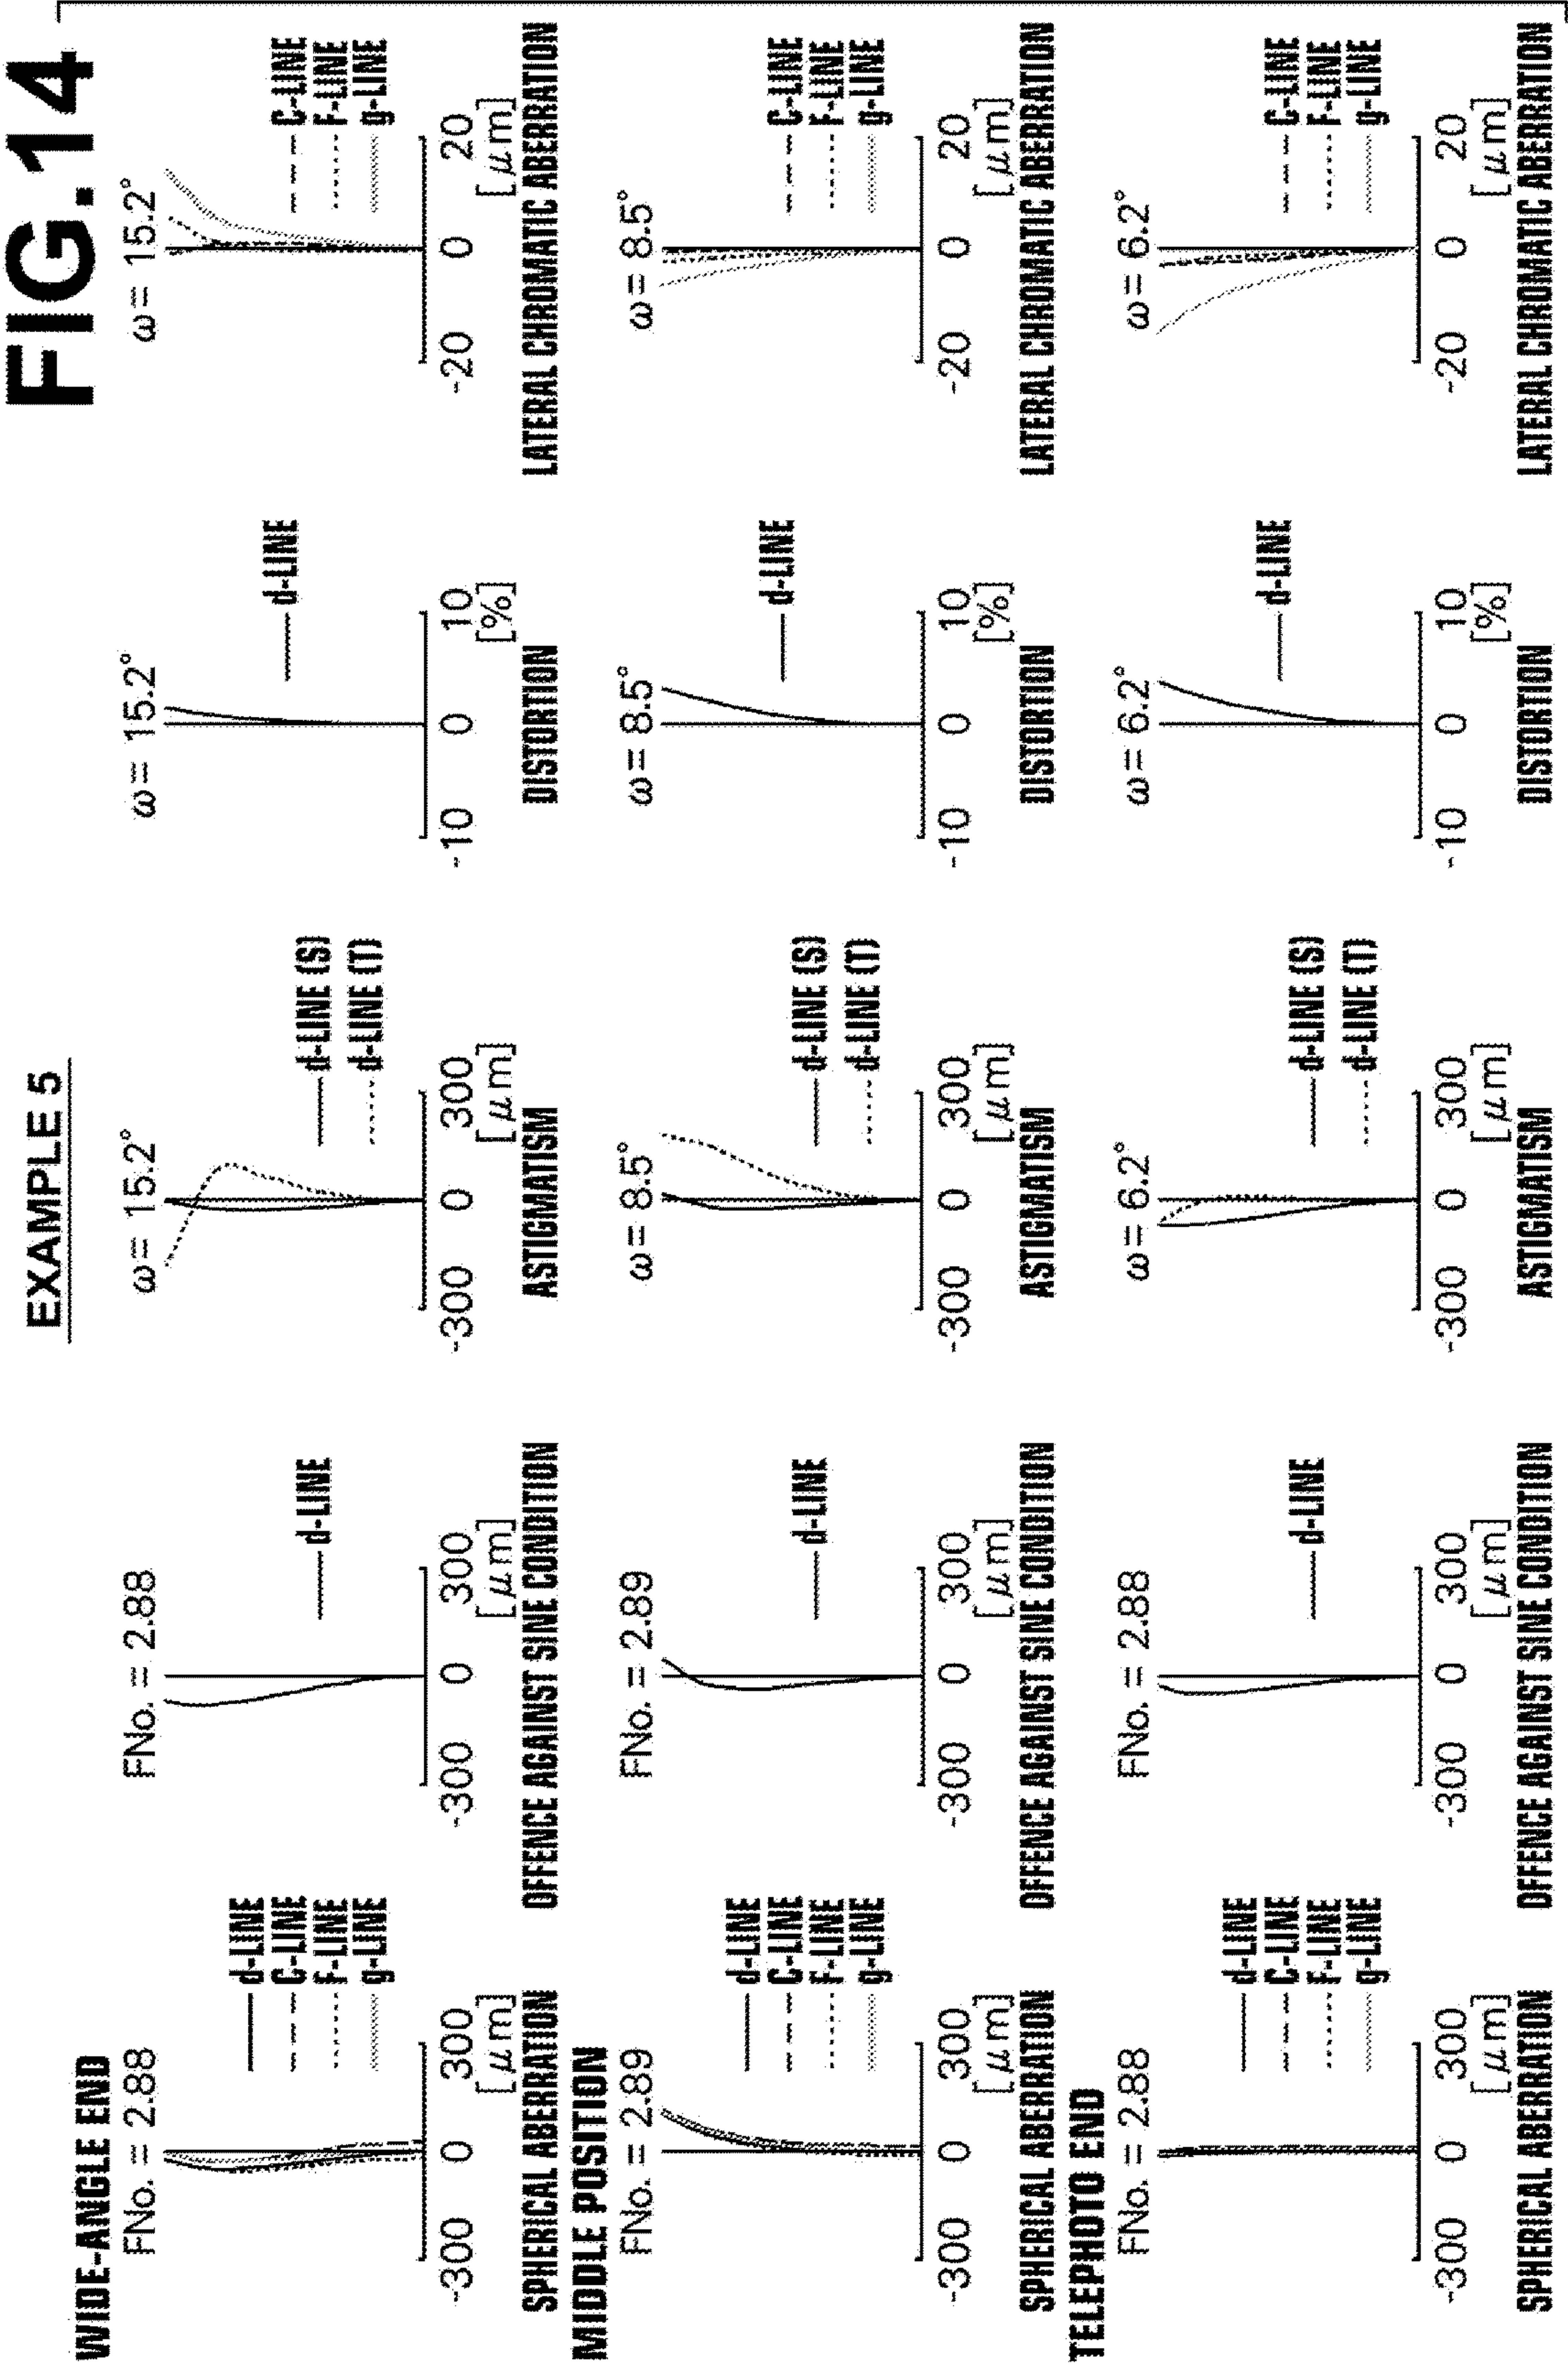 FIG.14
EXAMPLE 5
WIDE-ANGLE END
FNo. = 2.88
d-LINE
C-LINE
F-LINE
g-LINE
-300 0 300
[μm]
SPHERICAL ABERRATION
FNo. = 2.88
d-LINE
-300 0 300
[μm]
OFFENCE AGAINST SINE CONDITION
ω = 15.2°
d-LINE (S)
d-LINE (T)
-300 0 300
[μm]
ASTIGMATISM
ω = 15.2°
d-LINE
-10 0 10
[%]
DISTORTION
ω = 15.2°
C-LINE
F-LINE
g-LINE
-20 0 20
[μm]
LATERAL CHROMATIC ABERRATION
MIDDLE POSITION
FNo. = 2.89
d-LINE
C-LINE
F-LINE
g-LINE
-300 0 300
[μm]
SPHERICAL ABERRATION
FNo. = 2.89
d-LINE
-300 0 300
[μm]
OFFENCE AGAINST SINE CONDITION
ω = 8.5°
d-LINE (S)
d-LINE (T)
-300 0 300
[μm]
ASTIGMATISM
ω = 8.5°
d-LINE
-10 0 10
[%]
DISTORTION
ω = 8.5°
C-LINE
F-LINE
g-LINE
-20 0 20
[μm]
LATERAL CHROMATIC ABERRATION
TELEPHOTO END
FNo. = 2.88
d-LINE
C-LINE
F-LINE
g-LINE
-300 0 300
[μm]
SPHERICAL ABERRATION
FNo. = 2.88
d-LINE
-300 0 300
[μm]
OFFENCE AGAINST SINE CONDITION
ω = 6.2°
d-LINE (S)
d-LINE (T)
-300 0 300
[μm]
ASTIGMATISM
ω = 6.2°
d-LINE
-10 0 10
[%]
DISTORTION
ω = 6.2°
C-LINE
F-LINE
g-LINE
-20 0 20
[μm]
LATERAL CHROMATIC ABERRATION